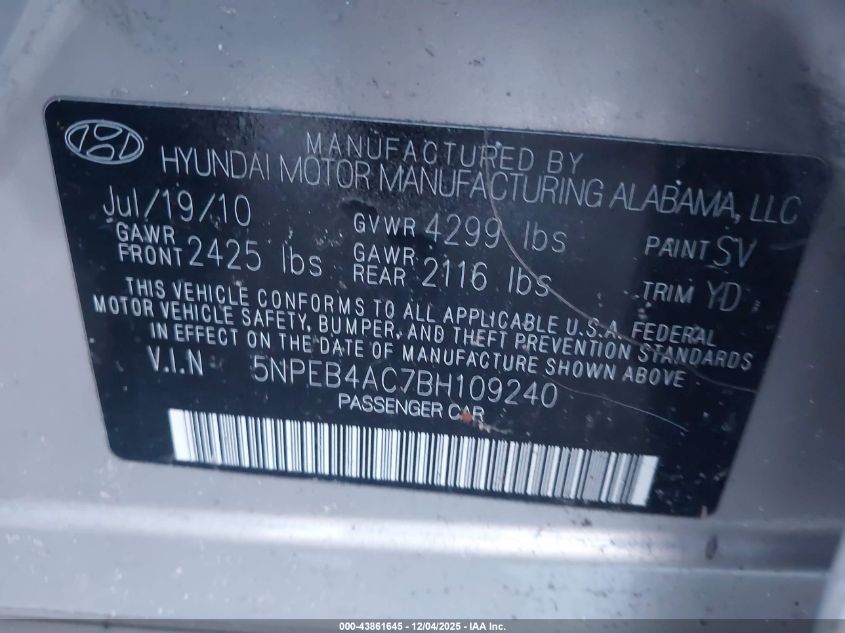 MANUFACTURED BY
HYUNDAI MOTOR MANUFACTURING ALABAMA, LLC
Jul/19/10 GVWR 4299 lbs PAINT SV
GAWR FRONT 2425 lbs GAWR REAR 2116 lbs TRIM YD
THIS VEHICLE CONFORMS TO ALL APPLICABLE U.S.A. FEDERAL
MOTOR VEHICLE SAFETY, BUMPER, AND THEFT PREVENTION STANDARDS
IN EFFECT ON THE DATE OF MANUFACTURE SHOWN ABOVE
V.I.N 5NPEB4AC7BH109240
PASSENGER CAR
000-43861645 - 12/04/2025 - IAA Inc.